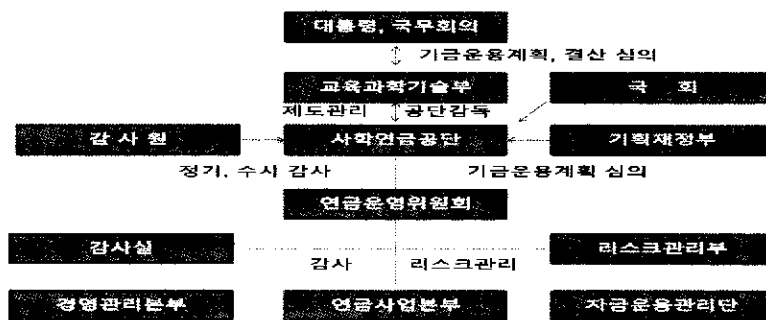 대통령, 국무회의
기금운용계획, 결산 심의
교육과학기술부
국 회
제도관리
공단감독
감 사 원
사학연금공단
기획재정부
정기, 수사 감사
기금운용계획 심의
연금운영위원회
감사실
리스크관리부
감사
리스크관리
경영관리본부
연금사업본부
자금운용관리단